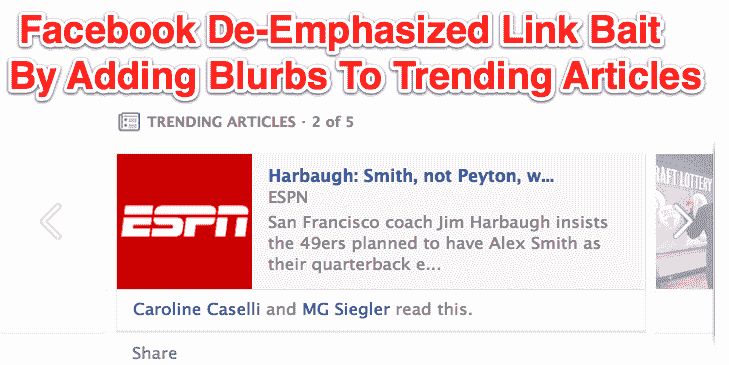 Facebook De-Emphasized Link Bait
By Adding Blurbs To Trending Articles
TRENDING ARTICLES · 2 of 5
Harbaugh: Smith, not Peyton, w...
ESPN
ESPN
San Francisco coach Jim Harbaugh insists
the 49ers planned to have Alex Smith as
their quarterback e...
RAFT LOTTERY
Caroline Caselli and MG Siegler read this.
Share